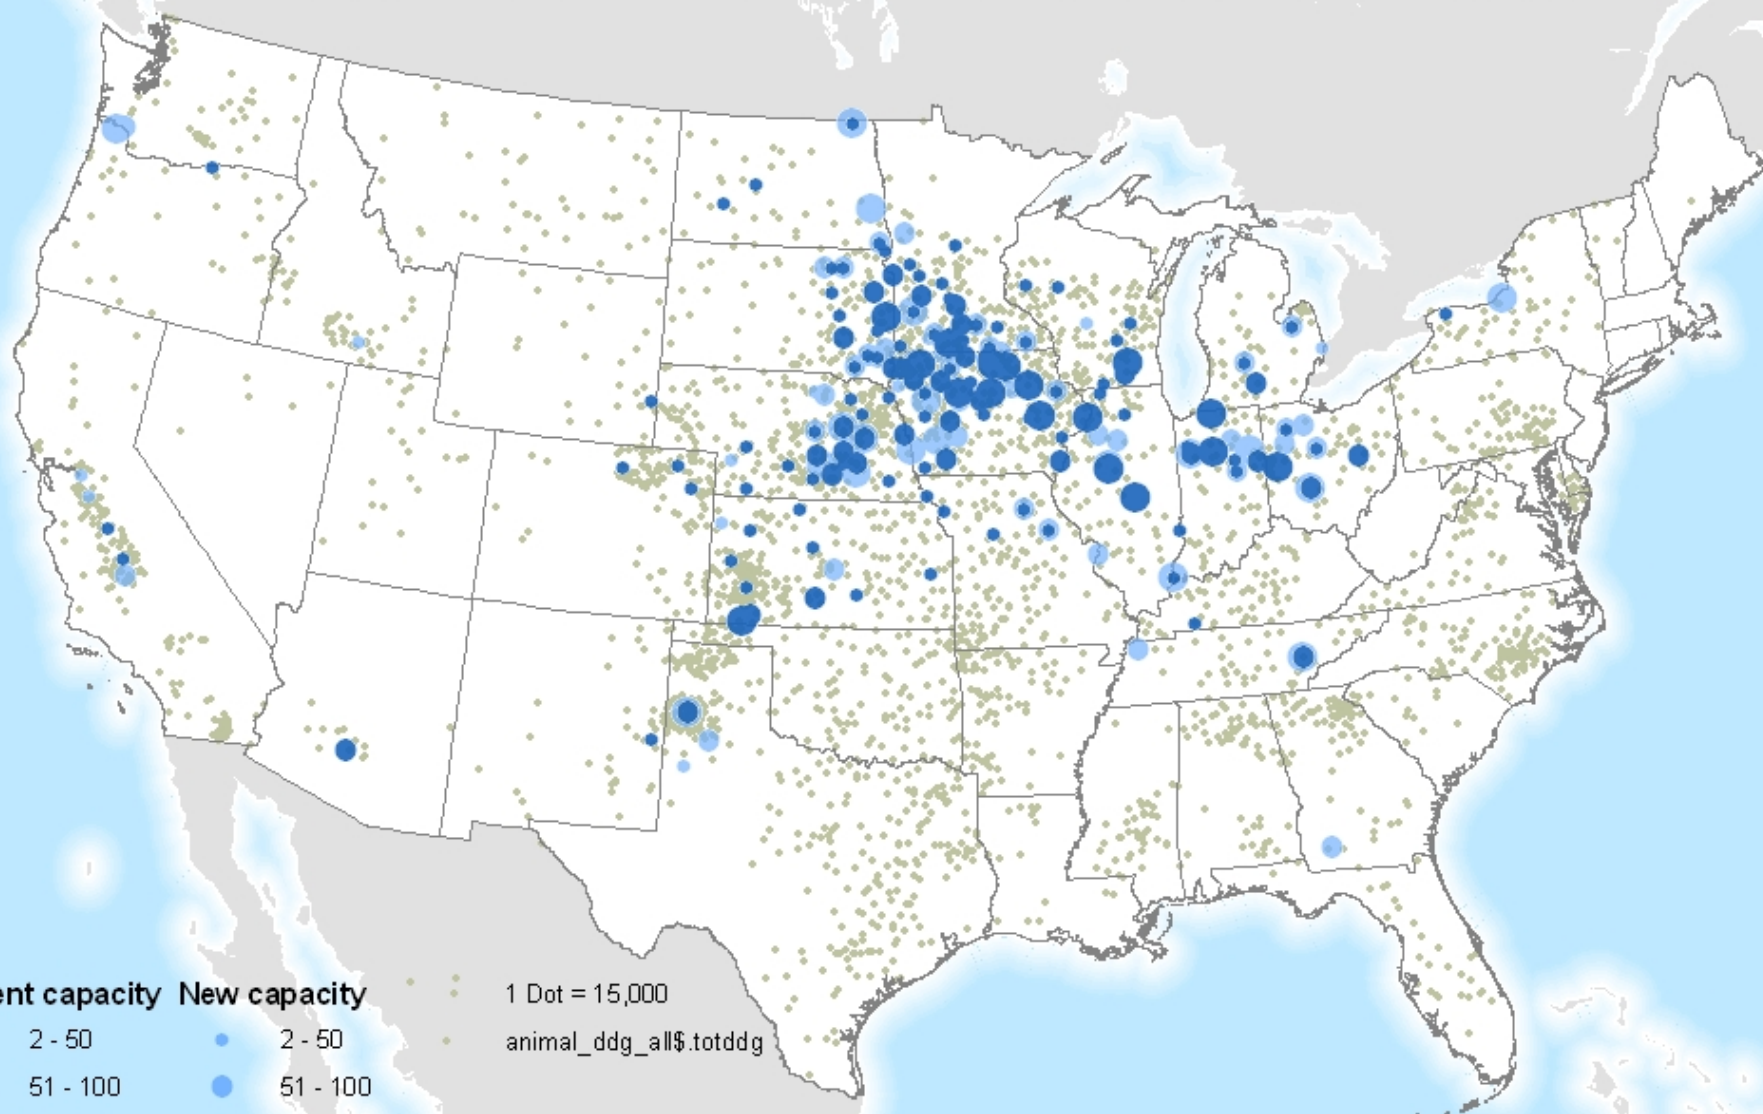 ent capacity New capacity
1 Dot = 15,000
2 - 50 2 - 50 animal_ddg_all$.totddg
51 - 100 51 - 100